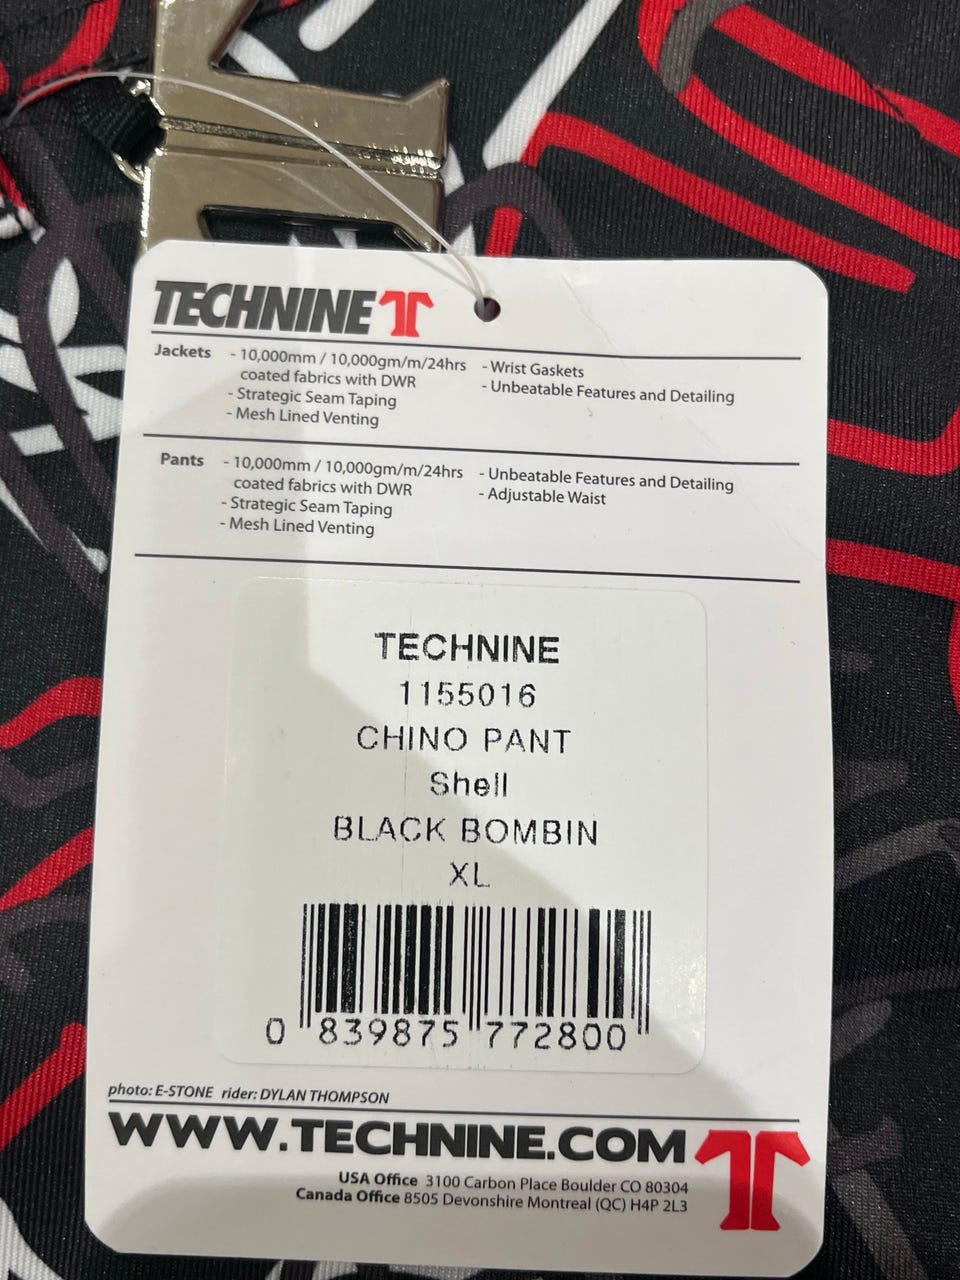 TECHNINE
Jackets - 10,000mm / 10,000gm/m/24hrs - Wrist Gaskets
coated fabrics with DWR - Unbeatable Features and Detailing
- Strategic Seam Taping
- Mesh Lined Venting
Pants - 10,000mm / 10,000gm/m/24hrs - Unbeatable Features and Detailing
coated fabrics with DWR - Adjustable Waist
- Strategic Seam Taping
- Mesh Lined Venting
TECHNINE
1155016
CHINO PANT
Shell
BLACK BOMBIN
XL
0 839875 772800
photo: E-STONE rider: DYLAN THOMPSON
WWW.TECHNINE.COM
USA Office 3100 Carbon Place Boulder CO 80304
Canada Office 8505 Devonshire Montreal (QC) H4P 2L3